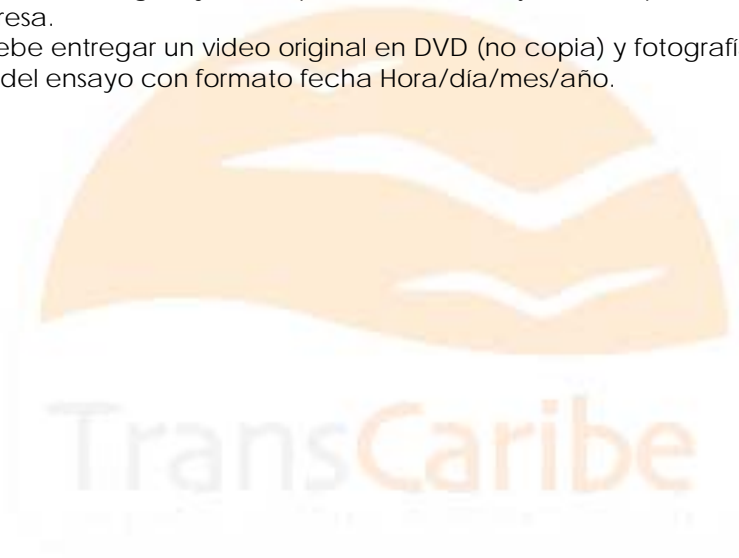 resa.
ebe entregar un video original en DVD (no copia) y fotografí
del ensayo con formato fecha Hora/día/mes/año.
TransCaribe